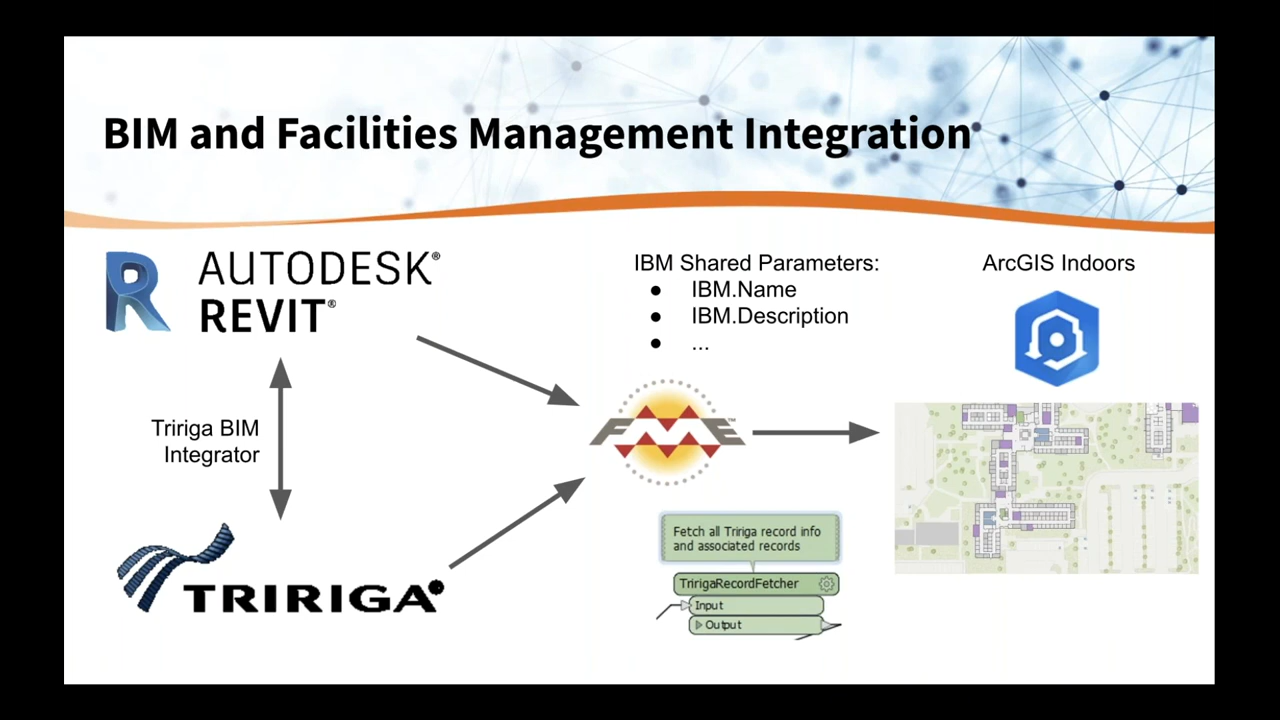 BIM and Facilities Management Integration
AUTODESK®
REVIT®
Tririga BIM
Integrator
TRIRIGA
IBM Shared Parameters:
● IBM.Name
● IBM.Description
● ...
FME™
Fetch all Tririga record info
and associated records
TririgaRecordFetcher
Input
Output
ArcGIS Indoors